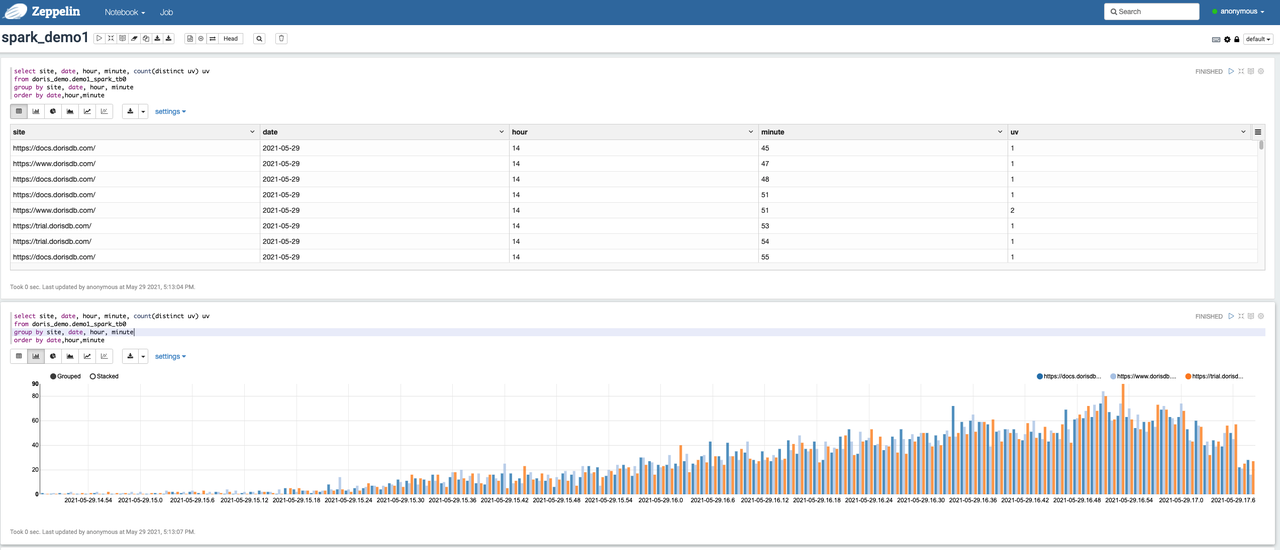 Zeppelin Notebook Job Search anonymous
spark_demo1 Head default
select site, date, hour, minute, count(distinct uv) uv FINISHED
from doris_demo.demo1_spark_tb0
group by site, date, hour, minute
order by date,hour,minute
settings
site date hour minute uv
https://docs.dorisdb.com/ 2021-05-29 14 45 1
https://www.dorisdb.com/ 2021-05-29 14 47 1
https://docs.dorisdb.com/ 2021-05-29 14 48 1
https://docs.dorisdb.com/ 2021-05-29 14 51 1
https://www.dorisdb.com/ 2021-05-29 14 51 2
https://trial.dorisdb.com/ 2021-05-29 14 53 1
https://trial.dorisdb.com/ 2021-05-29 14 54 1
https://docs.dorisdb.com/ 2021-05-29 14 55 1
Took 0 sec. Last updated by anonymous at May 29 2021, 5:13:04 PM.
select site, date, hour, minute, count(distinct uv) uv FINISHED
from doris_demo.demo1_spark_tb0
group by site, date, hour, minute
order by date,hour,minute
settings
Grouped Stacked https://docs.dorisdb... https://www.dorisdb.... https://trial.dorisd...
90
80
60
40
20
0
2021-05-29.14.54 2021-05-29.15.0 2021-05-29.15.6 2021-05-29.15.12 2021-05-29.15.18 2021-05-29.15.24 2021-05-29.15.30 2021-05-29.15.36 2021-05-29.15.42 2021-05-29.15.48 2021-05-29.15.54 2021-05-29.16.0 2021-05-29.16.6 2021-05-29.16.12 2021-05-29.16.18 2021-05-29.16.24 2021-05-29.16.30 2021-05-29.16.36 2021-05-29.16.42 2021-05-29.16.48 2021-05-29.16.54 2021-05-29.17.0 2021-05-29.17.6
Took 0 sec. Last updated by anonymous at May 29 2021, 5:13:07 PM.